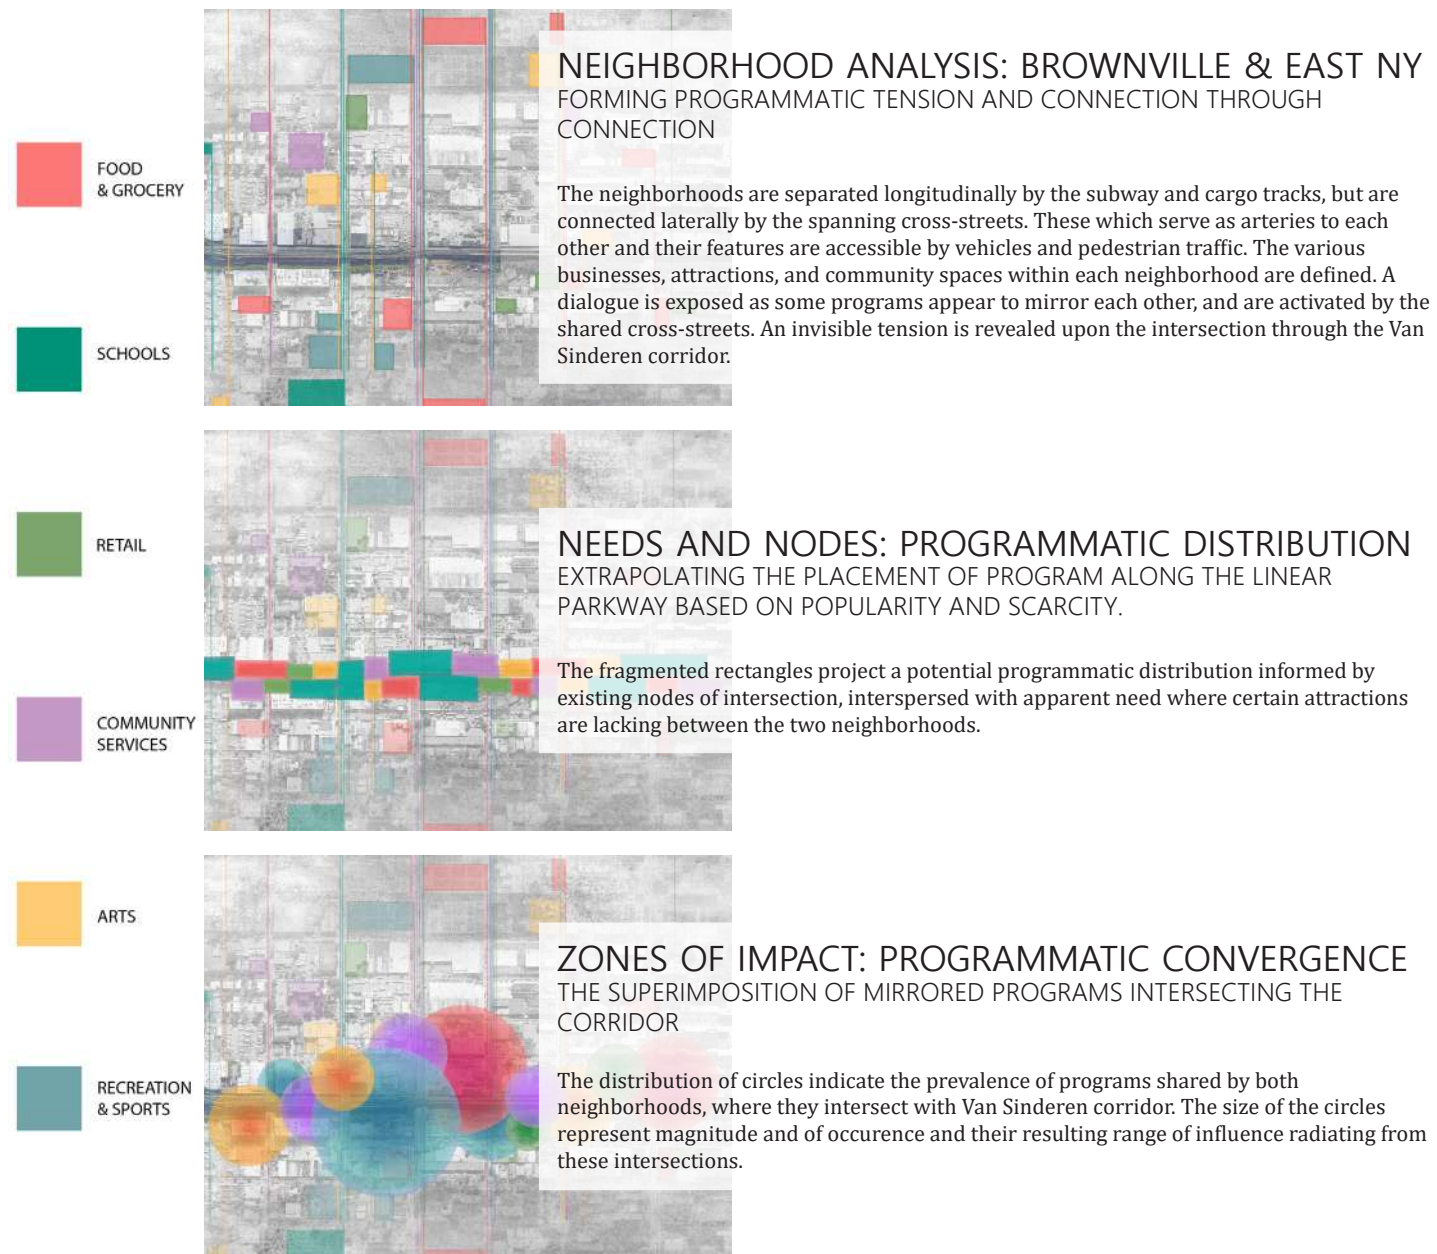 FOOD
& GROCERY
SCHOOLS
RETAIL
COMMUNITY
SERVICES
ARTS
RECREATION
& SPORTS
NEIGHBORHOOD ANALYSIS: BROWNVILLE & EAST NY
FORMING PROGRAMMATIC TENSION AND CONNECTION THROUGH
CONNECTION
The neighborhoods are separated longitudinally by the subway and cargo tracks, but are
connected laterally by the spanning cross-streets. These which serve as arteries to each
other and their features are accessible by vehicles and pedestrian traffic. The various
businesses, attractions, and community spaces within each neighborhood are defined. A
dialogue is exposed as some programs appear to mirror each other, and are activated by the
shared cross-streets. An invisible tension is revealed upon the intersection through the Van
Sinderen corridor.
NEEDS AND NODES: PROGRAMMATIC DISTRIBUTION
EXTRAPOLATING THE PLACEMENT OF PROGRAM ALONG THE LINEAR
PARKWAY BASED ON POPULARITY AND SCARCITY.
The fragmented rectangles project a potential programmatic distribution informed by
existing nodes of intersection, interspersed with apparent need where certain attractions
are lacking between the two neighborhoods.
ZONES OF IMPACT: PROGRAMMATIC CONVERGENCE
THE SUPERIMPOSITION OF MIRRORED PROGRAMS INTERSECTING THE
CORRIDOR
The distribution of circles indicate the prevalence of programs shared by both
neighborhoods, where they intersect with Van Sinderen corridor. The size of the circles
represent magnitude and of occurence and their resulting range of influence radiating from
these intersections.